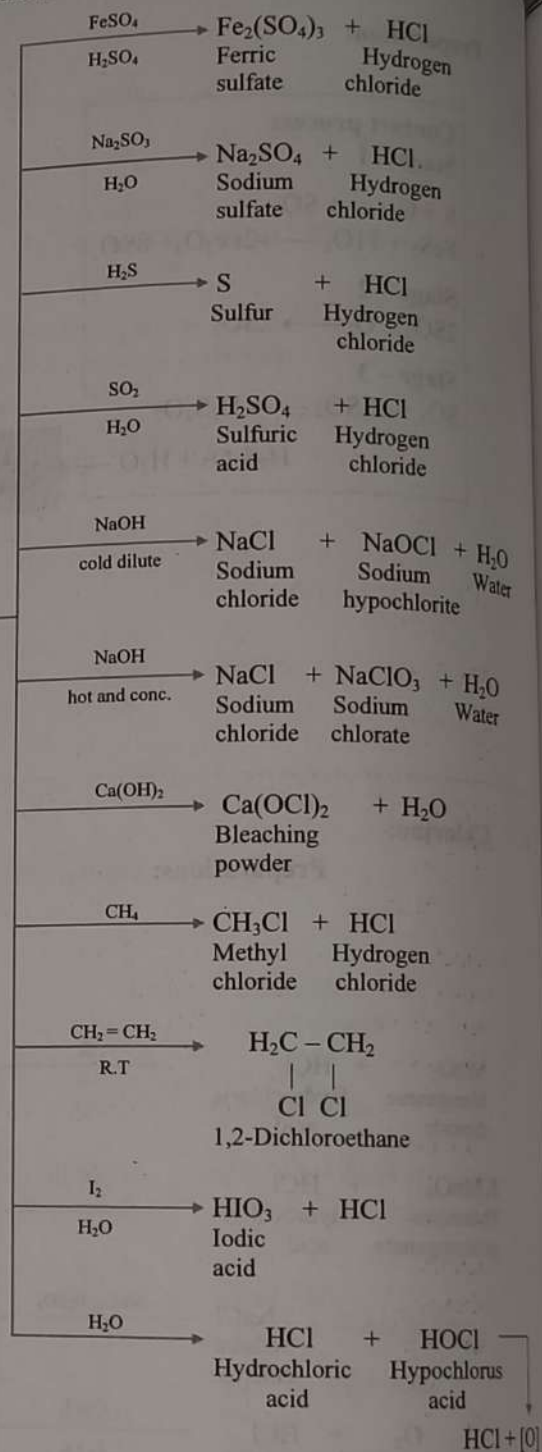 FeSO₄
H₂SO₄
Fe₂(SO₄)₃ + HCl
Ferric Hydrogen
sulfate chloride
Na₂SO₃
H₂O
Na₂SO₄ + HCl.
Sodium Hydrogen
sulfate chloride
H₂S
S + HCl
Sulfur Hydrogen
chloride
SO₂
H₂O
H₂SO₄ + HCl
Sulfuric Hydrogen
acid chloride
NaOH
cold dilute
NaCl + NaOCl + H₂O
Sodium Sodium Water
chloride hypochlorite
NaOH
hot and conc.
NaCl + NaClO₃ + H₂O
Sodium Sodium Water
chloride chlorate
Ca(OH)₂
Ca(OCl)₂ + H₂O
Bleaching
powder
CH₄
CH₃Cl + HCl
Methyl Hydrogen
chloride chloride
CH₂ = CH₂
R.T
H₂C – CH₂
| |
Cl Cl
1,2-Dichloroethane
I₂
H₂O
HIO₃ + HCl
Iodic
acid
H₂O
HCl + HOCl
Hydrochloric Hypochlorus
acid acid
HCl + [O]